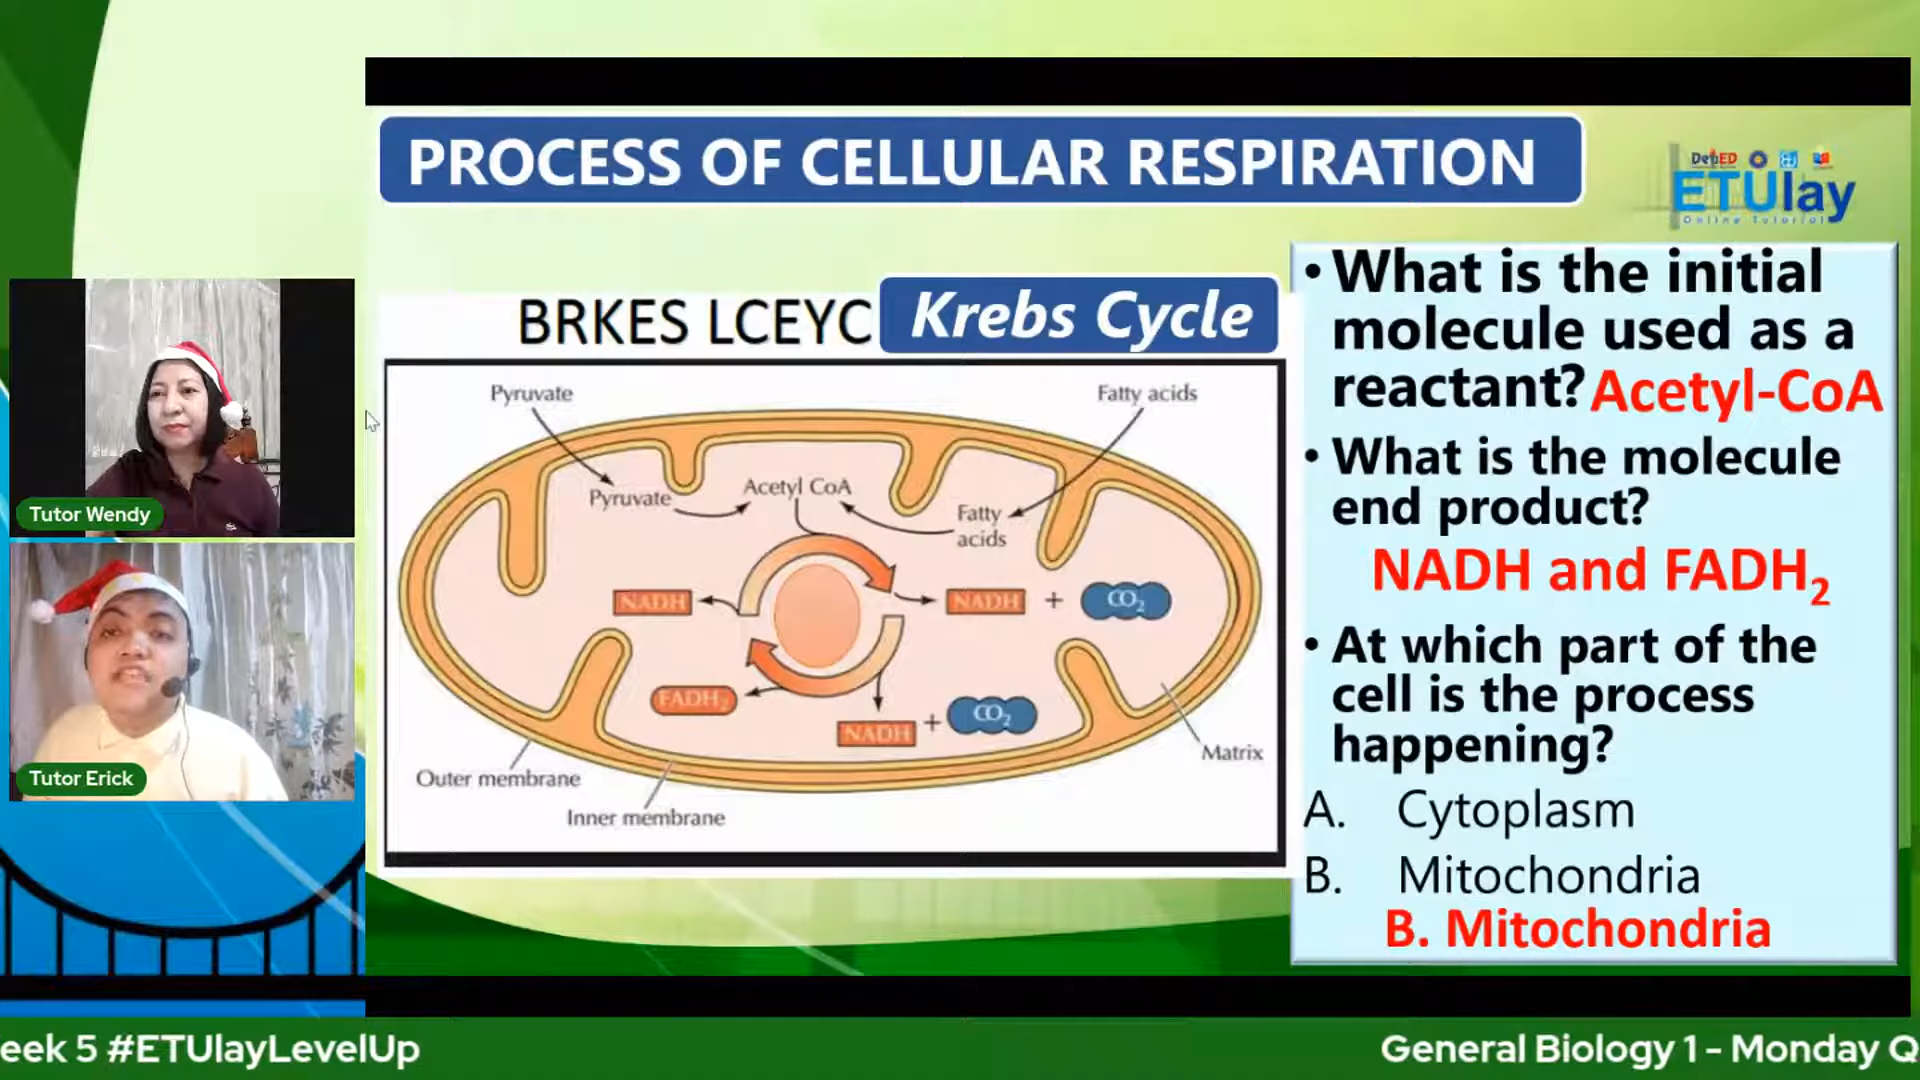 PROCESS OF CELLULAR RESPIRATION
DepED
ETUlay
Online Tutorial
BRKES LCEYC
Krebs Cycle
Pyruvate
Fatty acids
Pyruvate
Acetyl CoA
Fatty
acids
NADH
NADH + CO2
FADH2
NADH + CO2
Matrix
Outer membrane
Inner membrane
• What is the initial
molecule used as a
reactant? Acetyl-CoA
• What is the molecule
end product?
NADH and FADH₂
• At which part of the
cell is the process
happening?
A. Cytoplasm
B. Mitochondria
B. Mitochondria
Tutor Wendy
Tutor Erick
eek 5 #ETUlayLevelUp
General Biology 1 - Monday Q